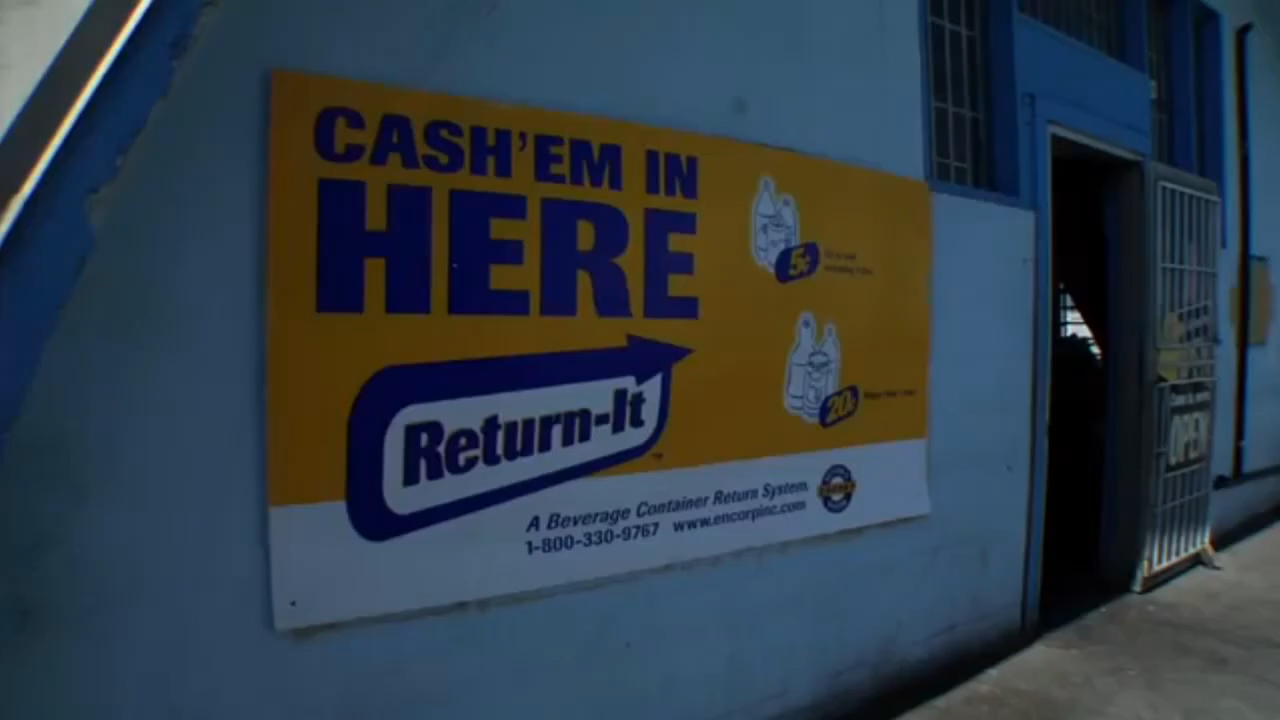 CASH'EM IN
HERE
5¢
20¢
Return-It
TM
A Beverage Container Return System.
1-800-330-9767 www.encorpinc.com
OPEN